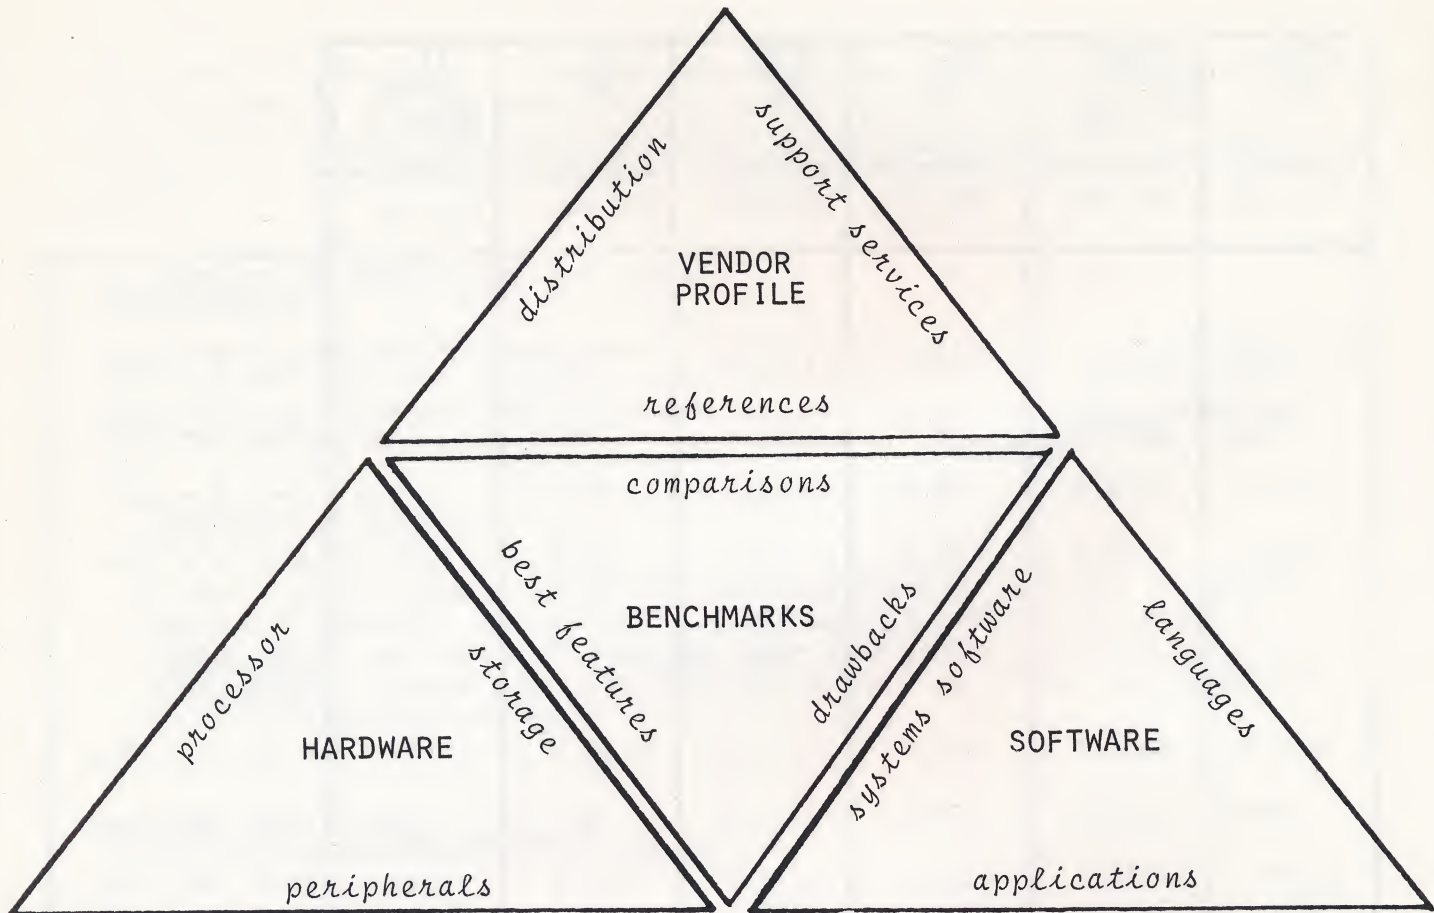 distribution
support services
VENDOR
PROFILE
references
comparisons
best features
BENCHMARKS
drawbacks
processor
storage
HARDWARE
peripherals
systems software
languages
SOFTWARE
applications